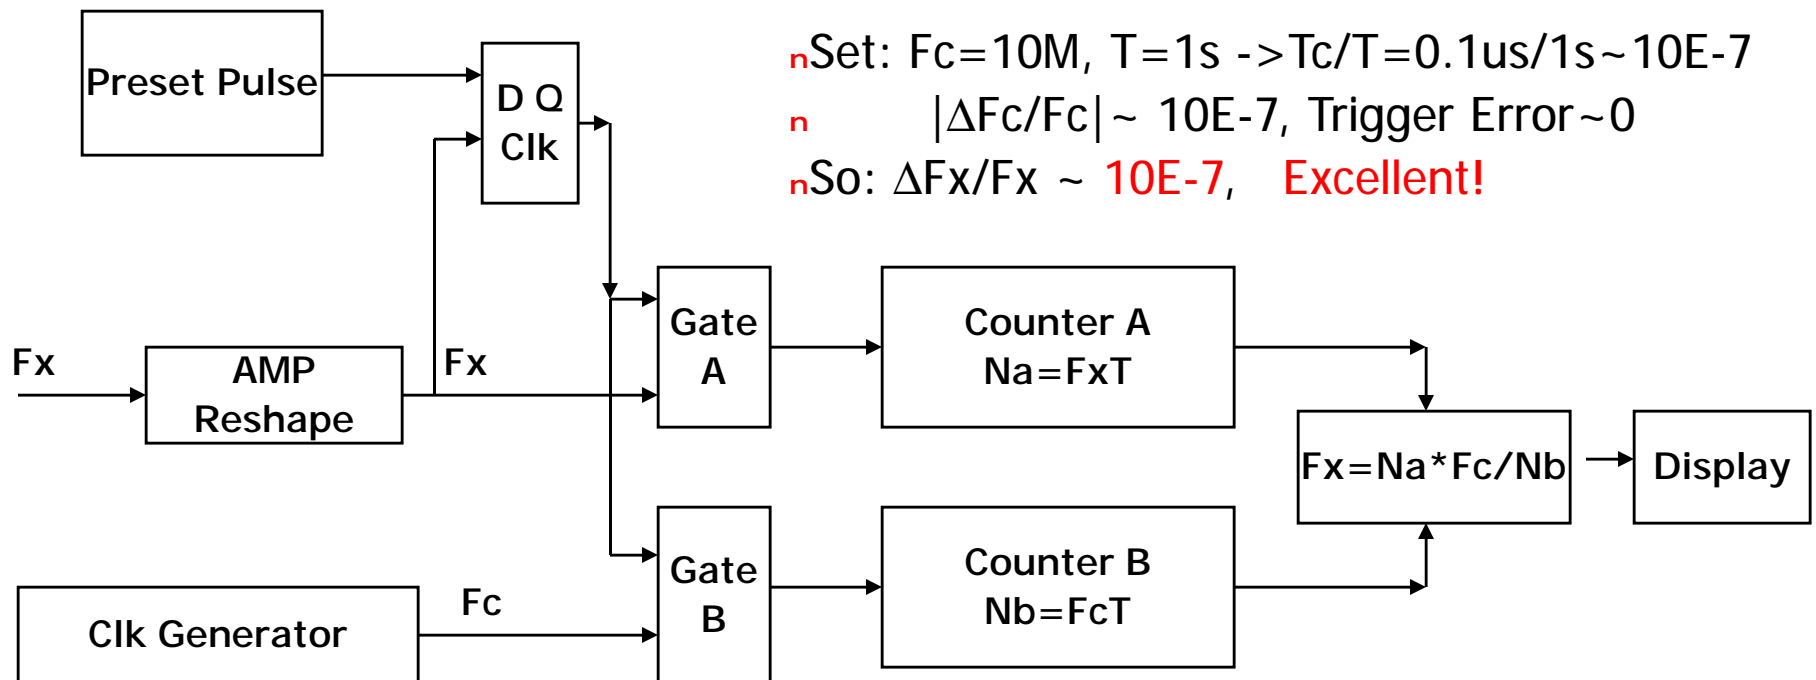 nSet: Fc=10M, T=1s ->Tc/T=0.1us/1s~10E-7
n |ΔFc/Fc|~ 10E-7, Trigger Error~0
nSo: ΔFx/Fx ~ 10E-7, Excellent!
Preset Pulse
D Q
Clk
Fx
AMP
Reshape
Fx
Gate
A
Counter A
Na=FxT
Fx=Na*Fc/Nb
Display
Clk Generator
Fc
Gate
B
Counter B
Nb=FcT